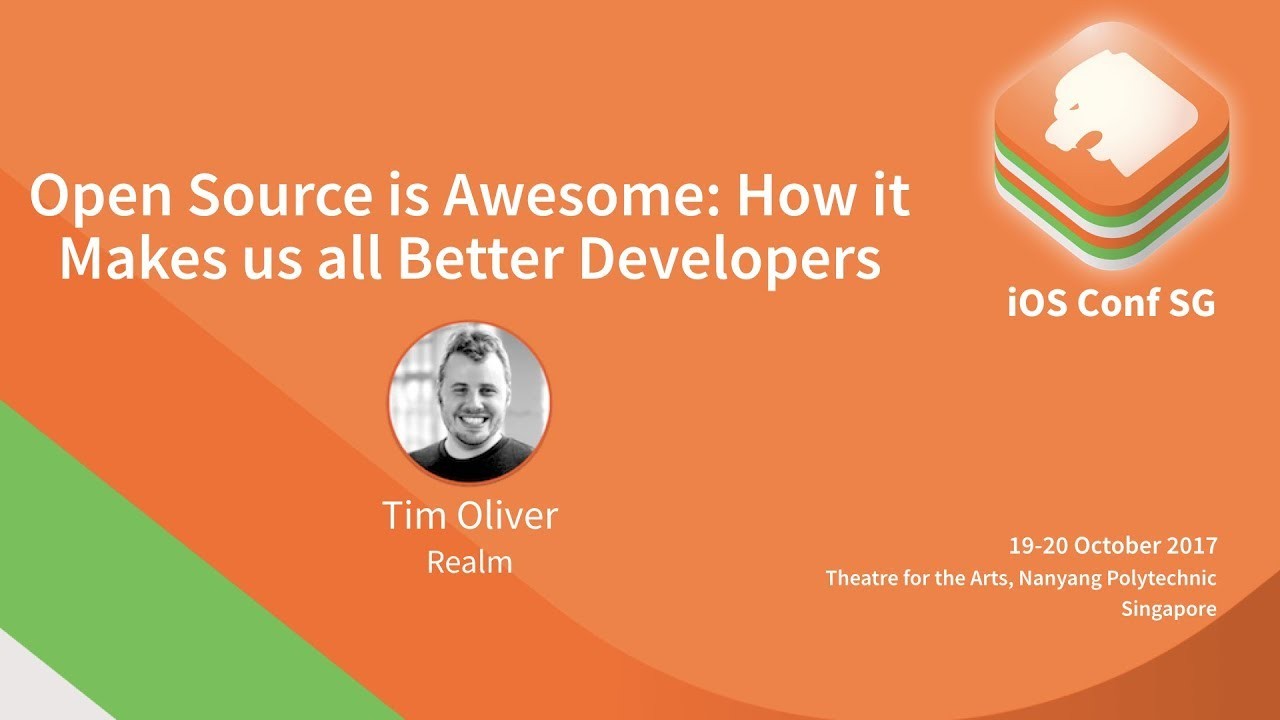 Open Source is Awesome: How it
Makes us all Better Developers
iOS Conf SG
Tim Oliver
Realm
19-20 October 2017
Theatre for the Arts, Nanyang Polytechnic
Singapore